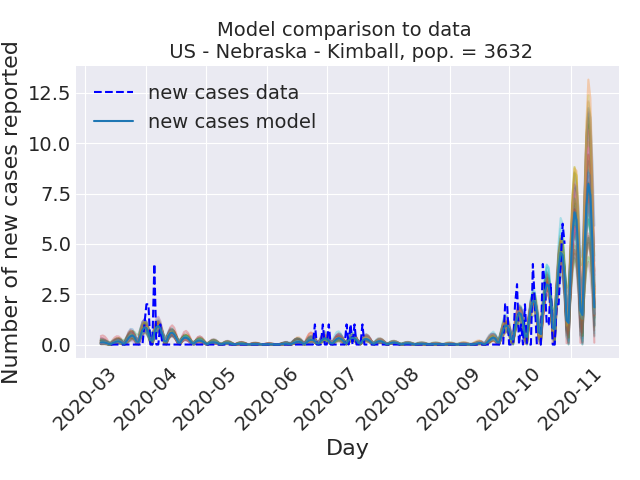 Model comparison to data
US - Nebraska - Kimball, pop. = 3632
Number of new cases reported
12.5
10.0
7.5
5.0
2.5
0.0
new cases data
new cases model
2020-03
2020-04
2020-05
2020-06
2020-07
2020-08
2020-09
2020-10
2020-11
Day